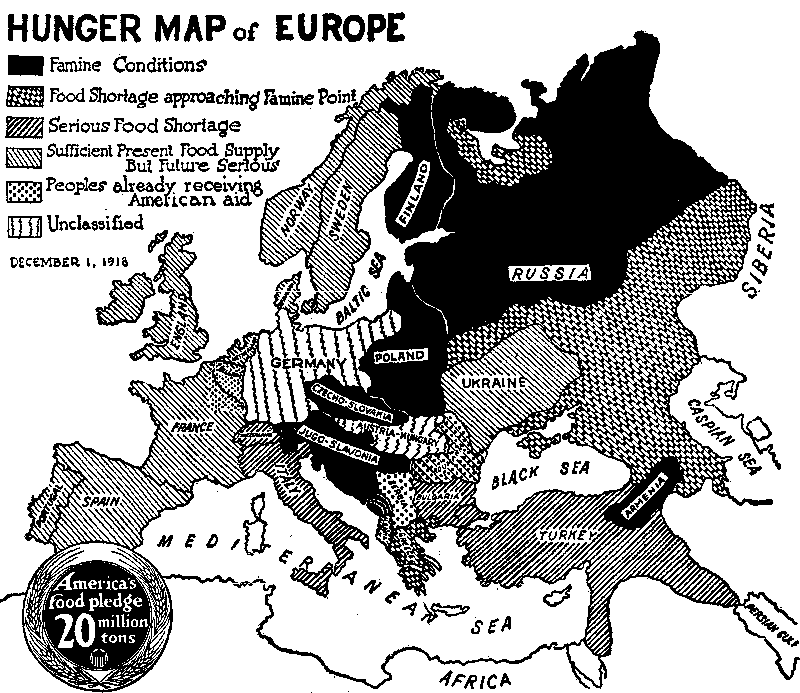 HUNGER MAP of EUROPE
Famine Conditions
Food Shortage approaching Famine Point
Serious Food Shortage
Sufficient Present Food Supply
But Future Serious
Peoples already receiving
American aid
Unclassified
DECEMBER 1, 1918
NORWAY
SWEDEN
FINLAND
RUSSIA
SIBERIA
BALTIC SEA
ENGLAND
GERMANY
POLAND
UKRAINE
CZECHO-SLOVAKIA
AUSTRIA-HUNGARY
JUGO-SLAVONIA
FRANCE
CASPIAN SEA
BLACK SEA
ITALY
BULGARIA
ARMENIA
SPAIN
TURKEY
MEDITERRANEAN SEA
PERSIAN GULF
AFRICA
America's
food pledge
20 million
tons